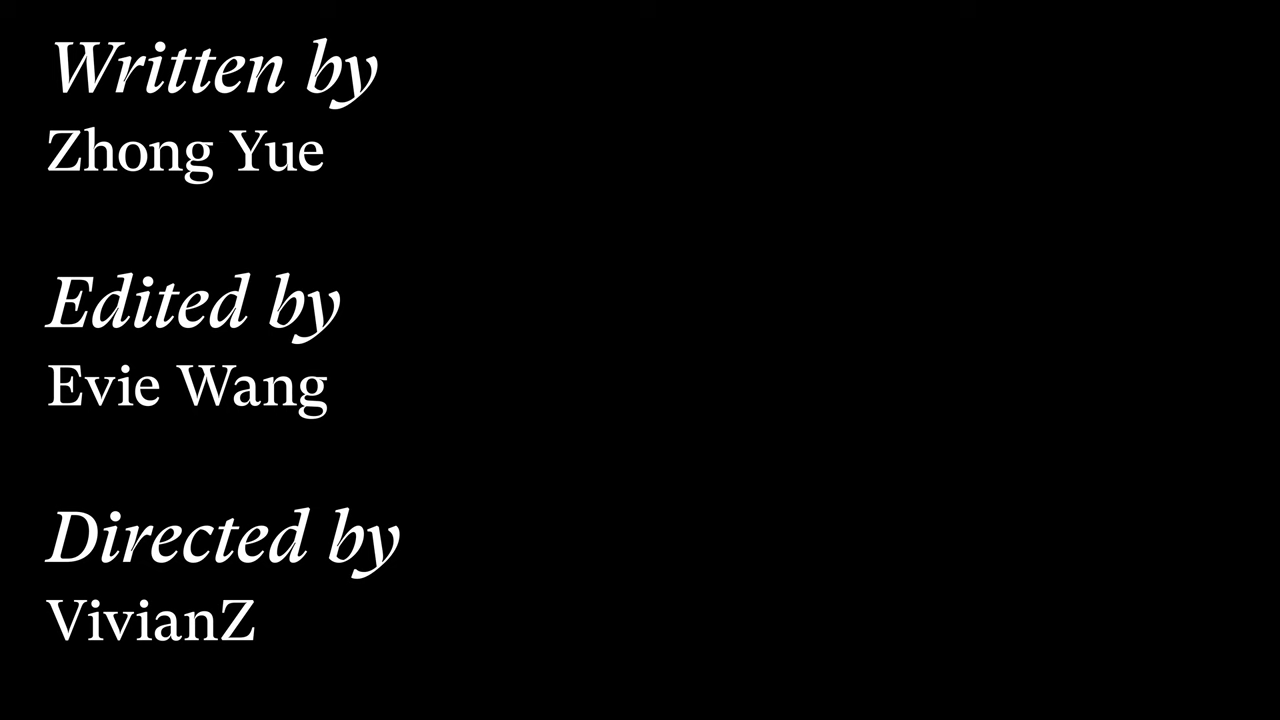 Written by
Zhong Yue
Edited by
Evie Wang
Directed by
VivianZ